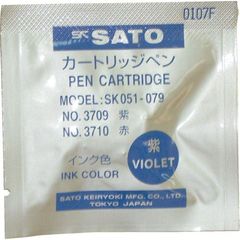 0107F
SK SATO
カートリッジペン
PEN CARTRIDGE
MODEL:SK051-079
NO.3709 紫
NO.3710 赤
紫
インク色
VIOLET
INK COLOR
SATO KEIRYOKI MFG. CO., LTD.
TOKYO JAPAN